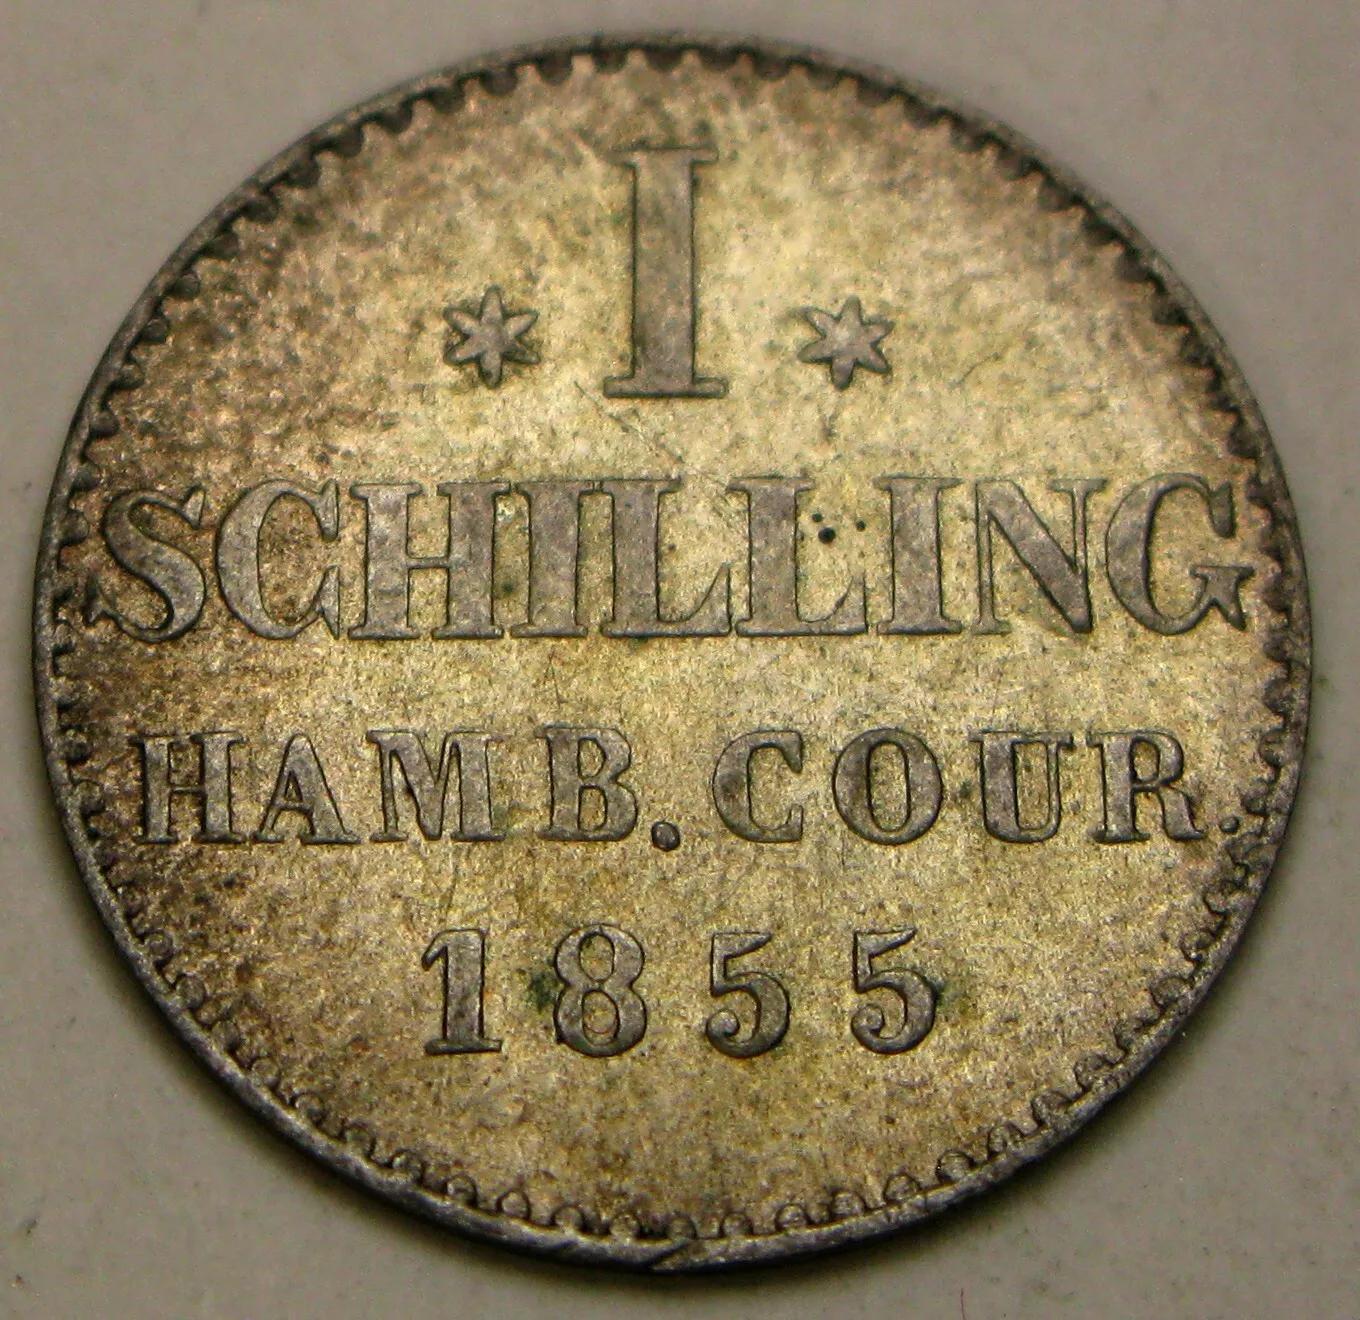 * I *
SCHILLING
HAMB. COUR.
1855